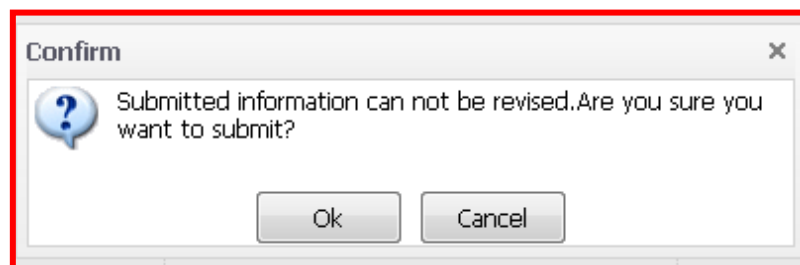 Confirm
Submitted information can not be revised.Are you sure you
want to submit?
Ok Cancel